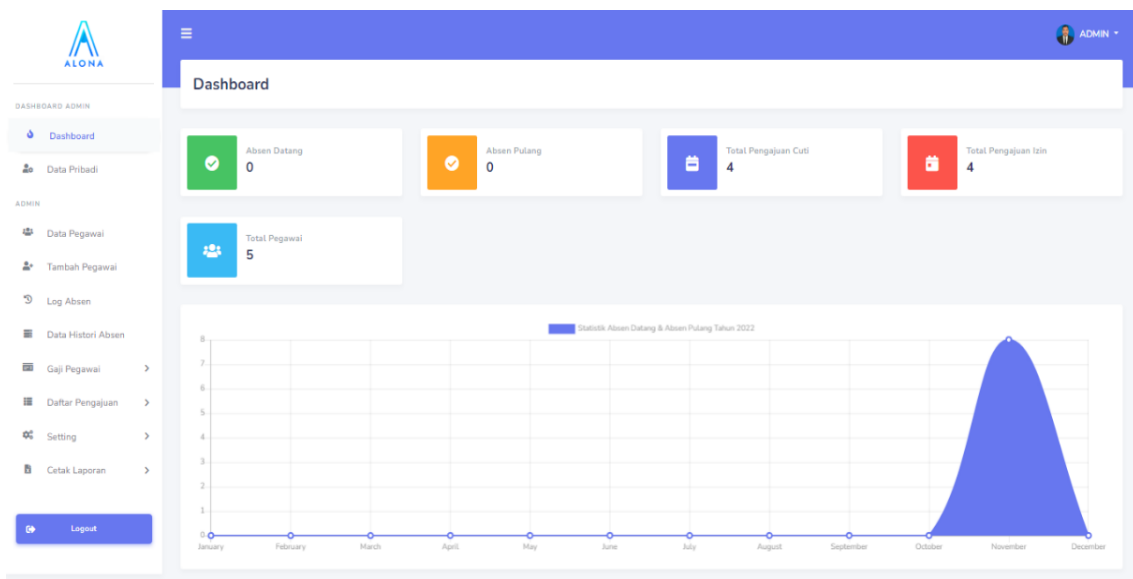 ALONA
DASHBOARD ADMIN
Dashboard
Data Pribadi
ADMIN
Data Pegawai
Tambah Pegawai
Log Absen
Data Histori Absen
Gaji Pegawai
Daftar Pengajuan
Setting
Cetak Laporan
Logout
ADMIN
Dashboard
Absen Datang
0
Absen Pulang
0
Total Pengajuan Cuti
4
Total Pengajuan Izin
4
Total Pegawai
5
Statistik Absen Datang & Absen Pulang Tahun 2022
8
7
6
5
4
3
2
1
0
January February March April May June July August September October November December